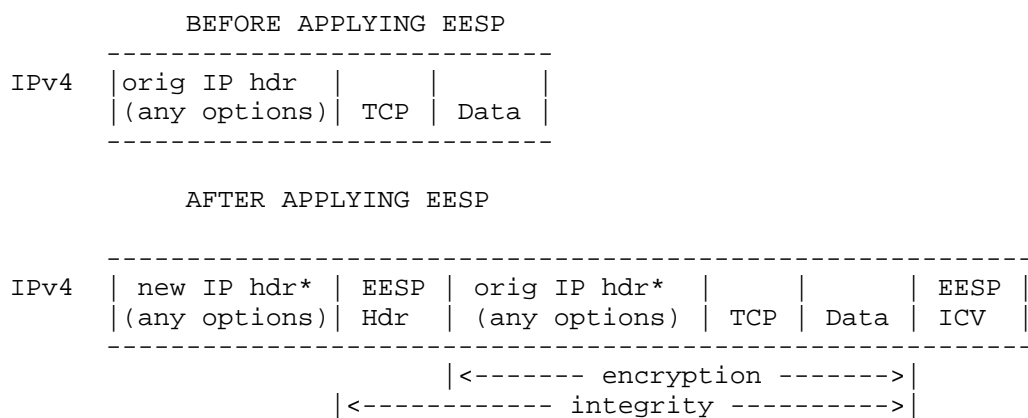 BEFORE APPLYING EESP
----------------------------
IPv4 |orig IP hdr | | |
|(any options)| TCP | Data |
----------------------------
AFTER APPLYING EESP
-----------------------------------------------------------
IPv4 | new IP hdr* | EESP | orig IP hdr* | | | EESP |
|(any options)| Hdr | (any options) | TCP | Data | ICV |
-----------------------------------------------------------
|<------- encryption ------->|
|<------------ integrity ---------->|